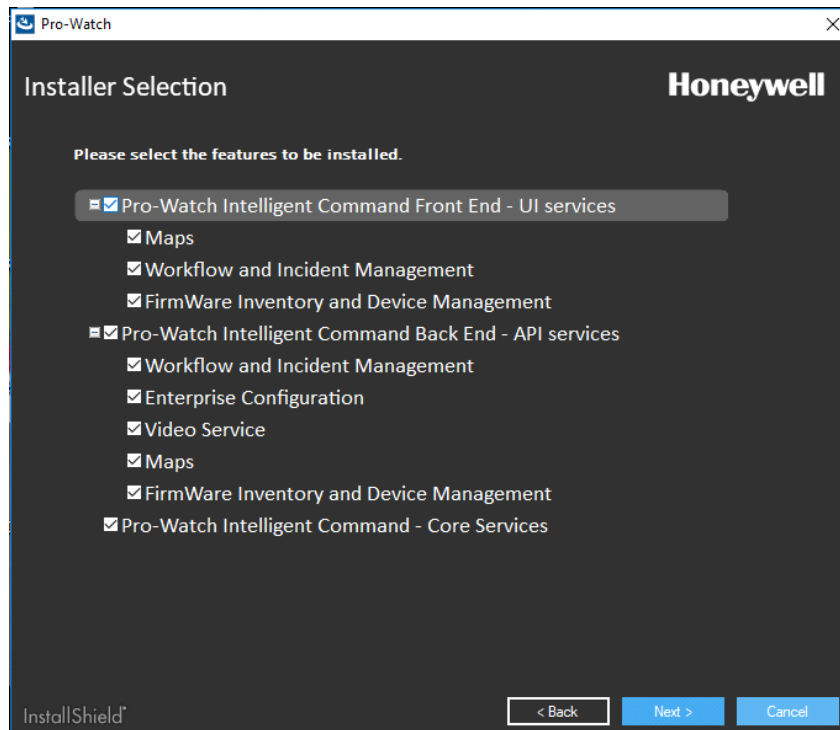 Pro-Watch
Installer Selection
Honeywell
Please select the features to be installed.
Pro-Watch Intelligent Command Front End - UI services
Maps
Workflow and Incident Management
FirmWare Inventory and Device Management
Pro-Watch Intelligent Command Back End - API services
Workflow and Incident Management
Enterprise Configuration
Video Service
Maps
FirmWare Inventory and Device Management
Pro-Watch Intelligent Command - Core Services
InstallShield
< Back
Next >
Cancel